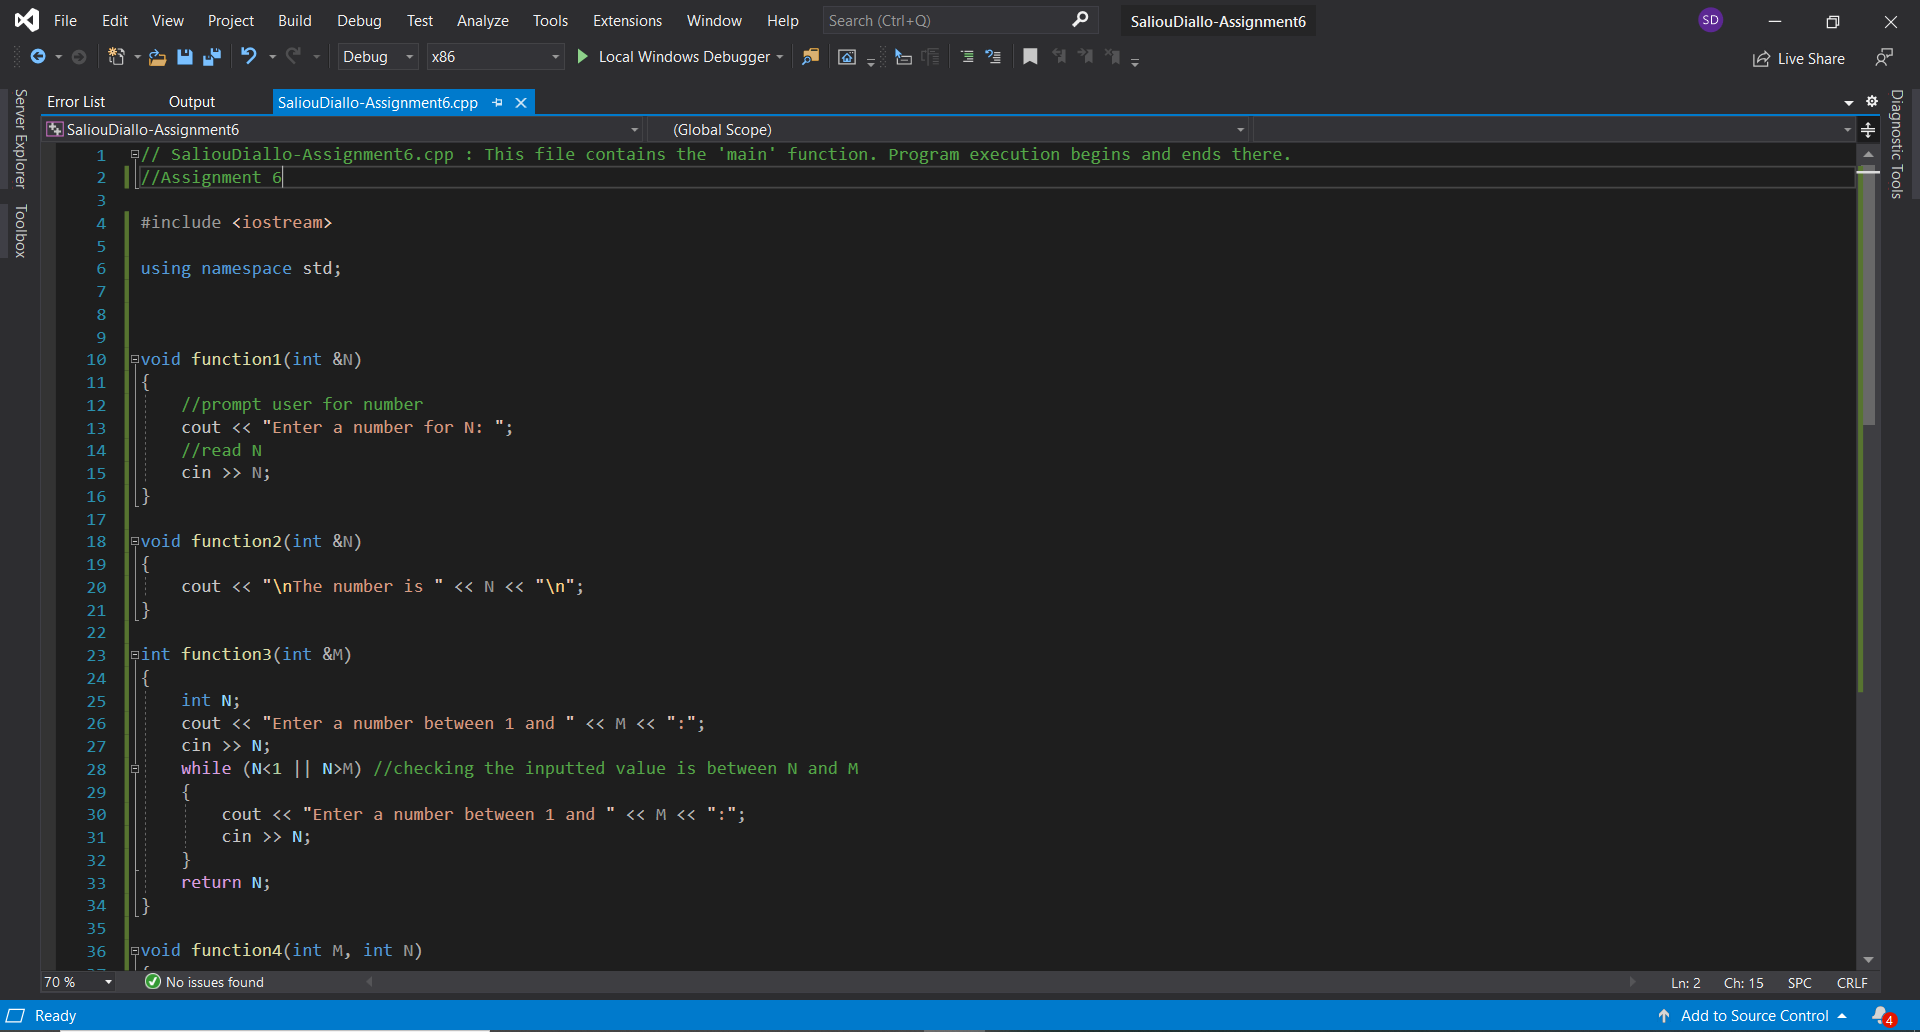 File Edit View Project Build Debug Test Analyze Tools Extensions Window Help Search (Ctrl+Q) SaliouDiallo-Assignment6 SD
Debug x86 Local Windows Debugger Live Share
Server Explorer
Toolbox
Diagnostic Tools
Error List Output SaliouDiallo-Assignment6.cpp
SaliouDiallo-Assignment6 (Global Scope)
1 // SaliouDiallo-Assignment6.cpp : This file contains the 'main' function. Program execution begins and ends there.
2 //Assignment 6
3
4 #include <iostream>
5
6 using namespace std;
7
8
9
10 void function1(int &N)
11 {
12 //prompt user for number
13 cout << "Enter a number for N: ";
14 //read N
15 cin >> N;
16 }
17
18 void function2(int &N)
19 {
20 cout << "\nThe number is " << N << "\n";
21 }
22
23 int function3(int &M)
24 {
25 int N;
26 cout << "Enter a number between 1 and " << M << ":";
27 cin >> N;
28 while (N<1 || N>M) //checking the inputted value is between N and M
29 {
30 cout << "Enter a number between 1 and " << M << ":";
31 cin >> N;
32 }
33 return N;
34 }
35
36 void function4(int M, int N)
70 % No issues found Ln: 2 Ch: 15 SPC CRLF
Ready Add to Source Control 4